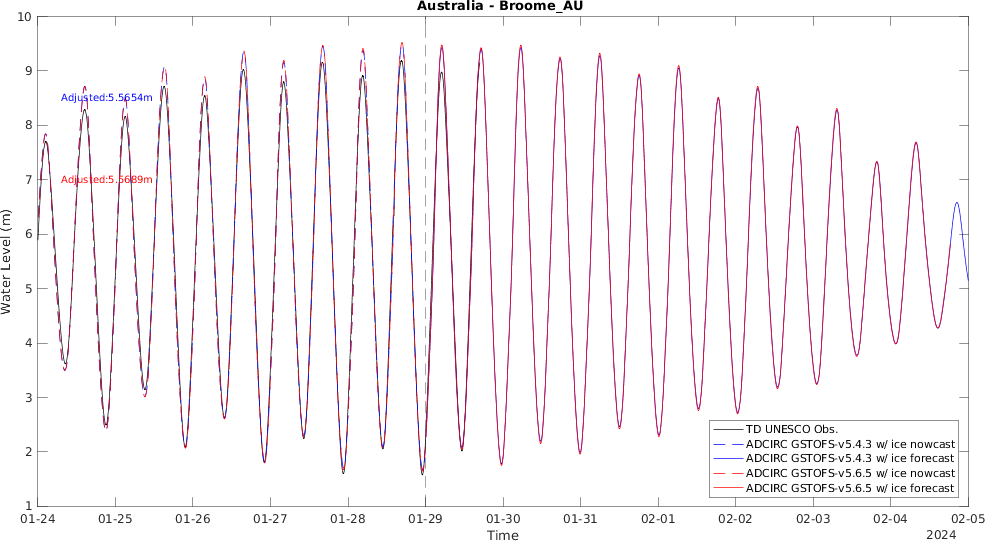 Australia - Broome_AU
10
9
8
7
6
5
4
3
2
1
Water Level (m)
Adjusted:5.5654m
Adjusted:5.5689m
TD UNESCO Obs.
ADCIRC GSTOFS-v5.4.3 w/ ice nowcast
ADCIRC GSTOFS-v5.4.3 w/ ice forecast
ADCIRC GSTOFS-v5.6.5 w/ ice nowcast
ADCIRC GSTOFS-v5.6.5 w/ ice forecast
01-24 01-25 01-26 01-27 01-28 01-29 01-30 01-31 02-01 02-02 02-03 02-04 02-05
Time
2024